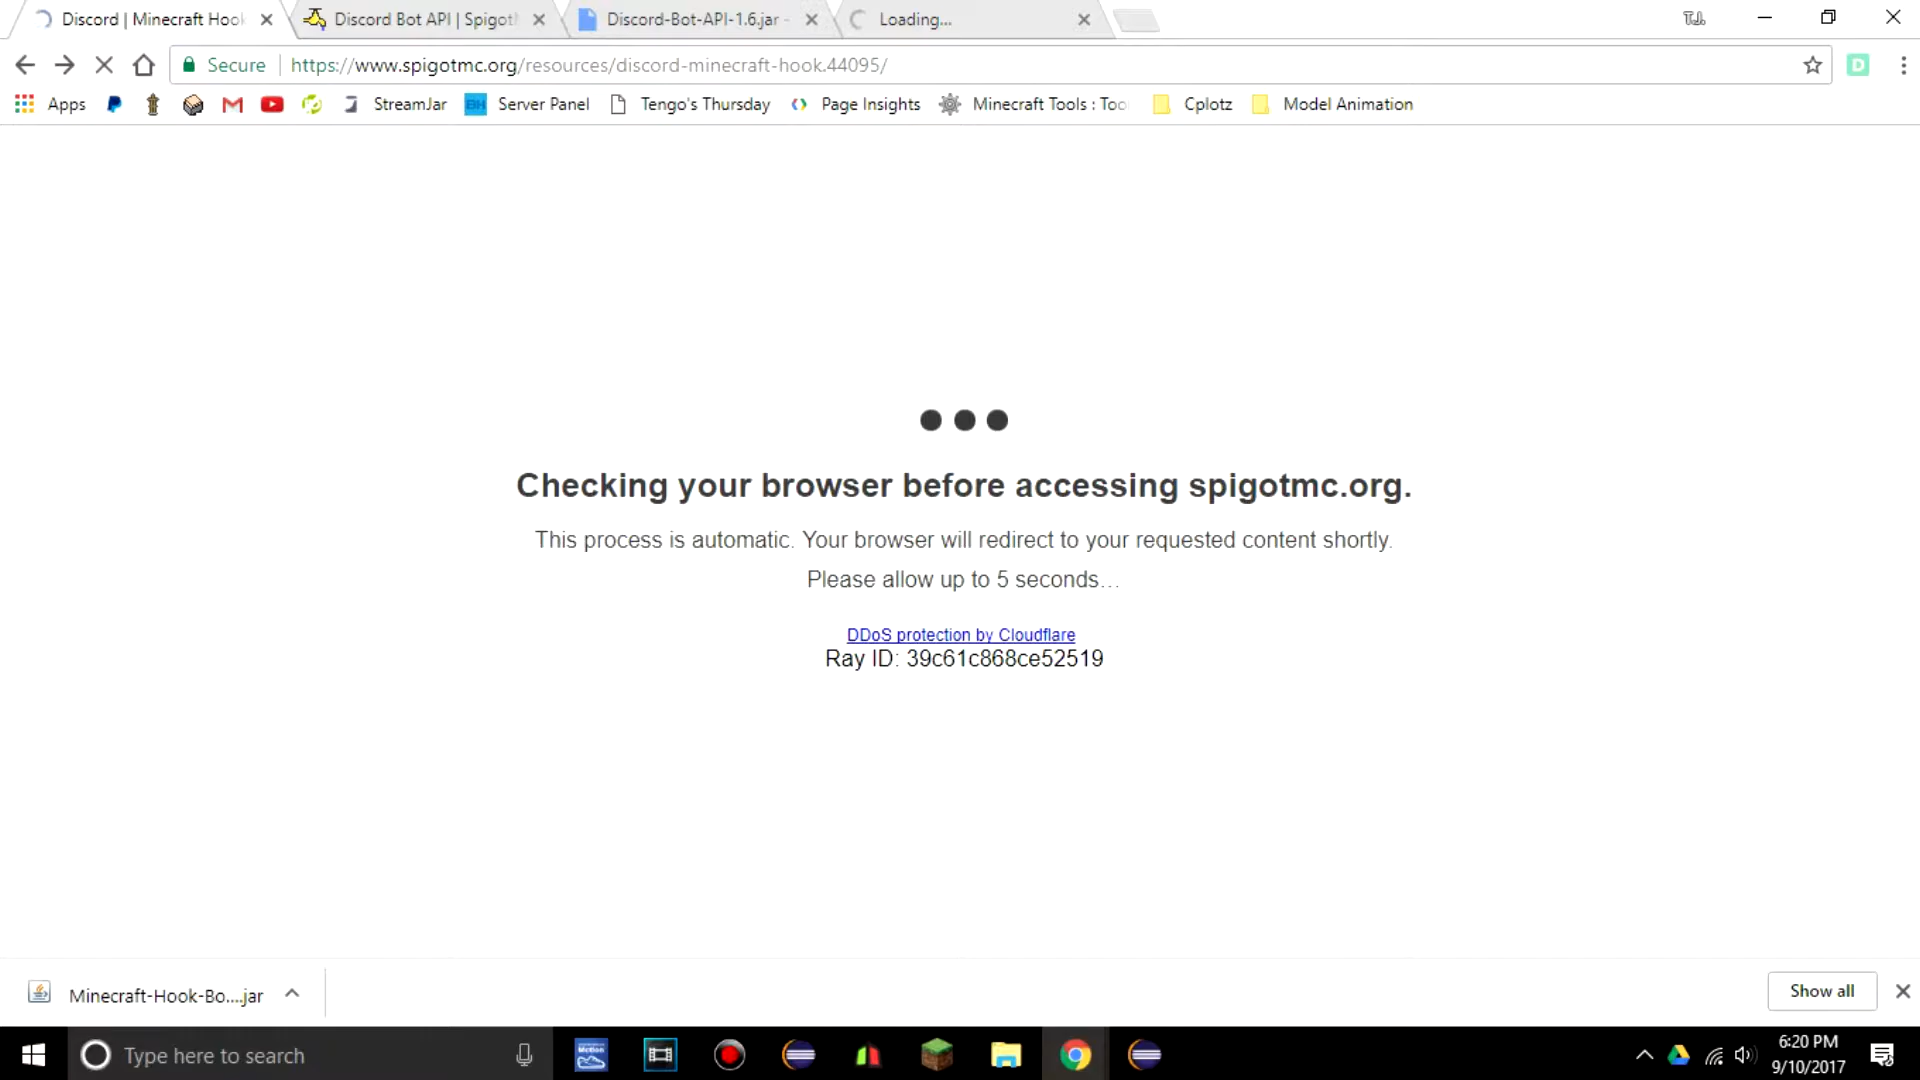 Discord | Minecraft Hook
Discord Bot API | Spigot
Discord-Bot-API-1.6.jar -
Loading...
Secure
https://www.spigotmc.org/resources/discord-minecraft-hook.44095/
Apps
StreamJar
BH
Server Panel
Tengo's Thursday
Page Insights
Minecraft Tools : Too
Cplotz
Model Animation
Checking your browser before accessing spigotmc.org.
This process is automatic. Your browser will redirect to your requested content shortly.
Please allow up to 5 seconds…
DDoS protection by Cloudflare
Ray ID: 39c61c868ce52519
Minecraft-Hook-Bo....jar
Show all
Type here to search
Motion
6:20 PM
9/10/2017